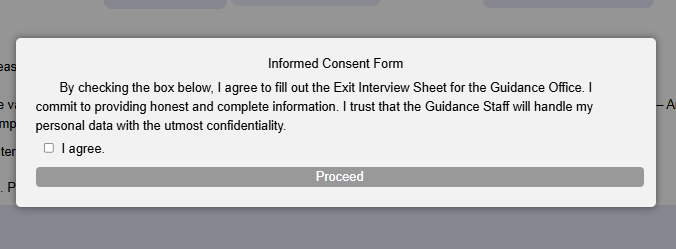 Informed Consent Form
By checking the box below, I agree to fill out the Exit Interview Sheet for the Guidance Office. I
commit to providing honest and complete information. I trust that the Guidance Staff will handle my
personal data with the utmost confidentiality.
I agree.
Proceed